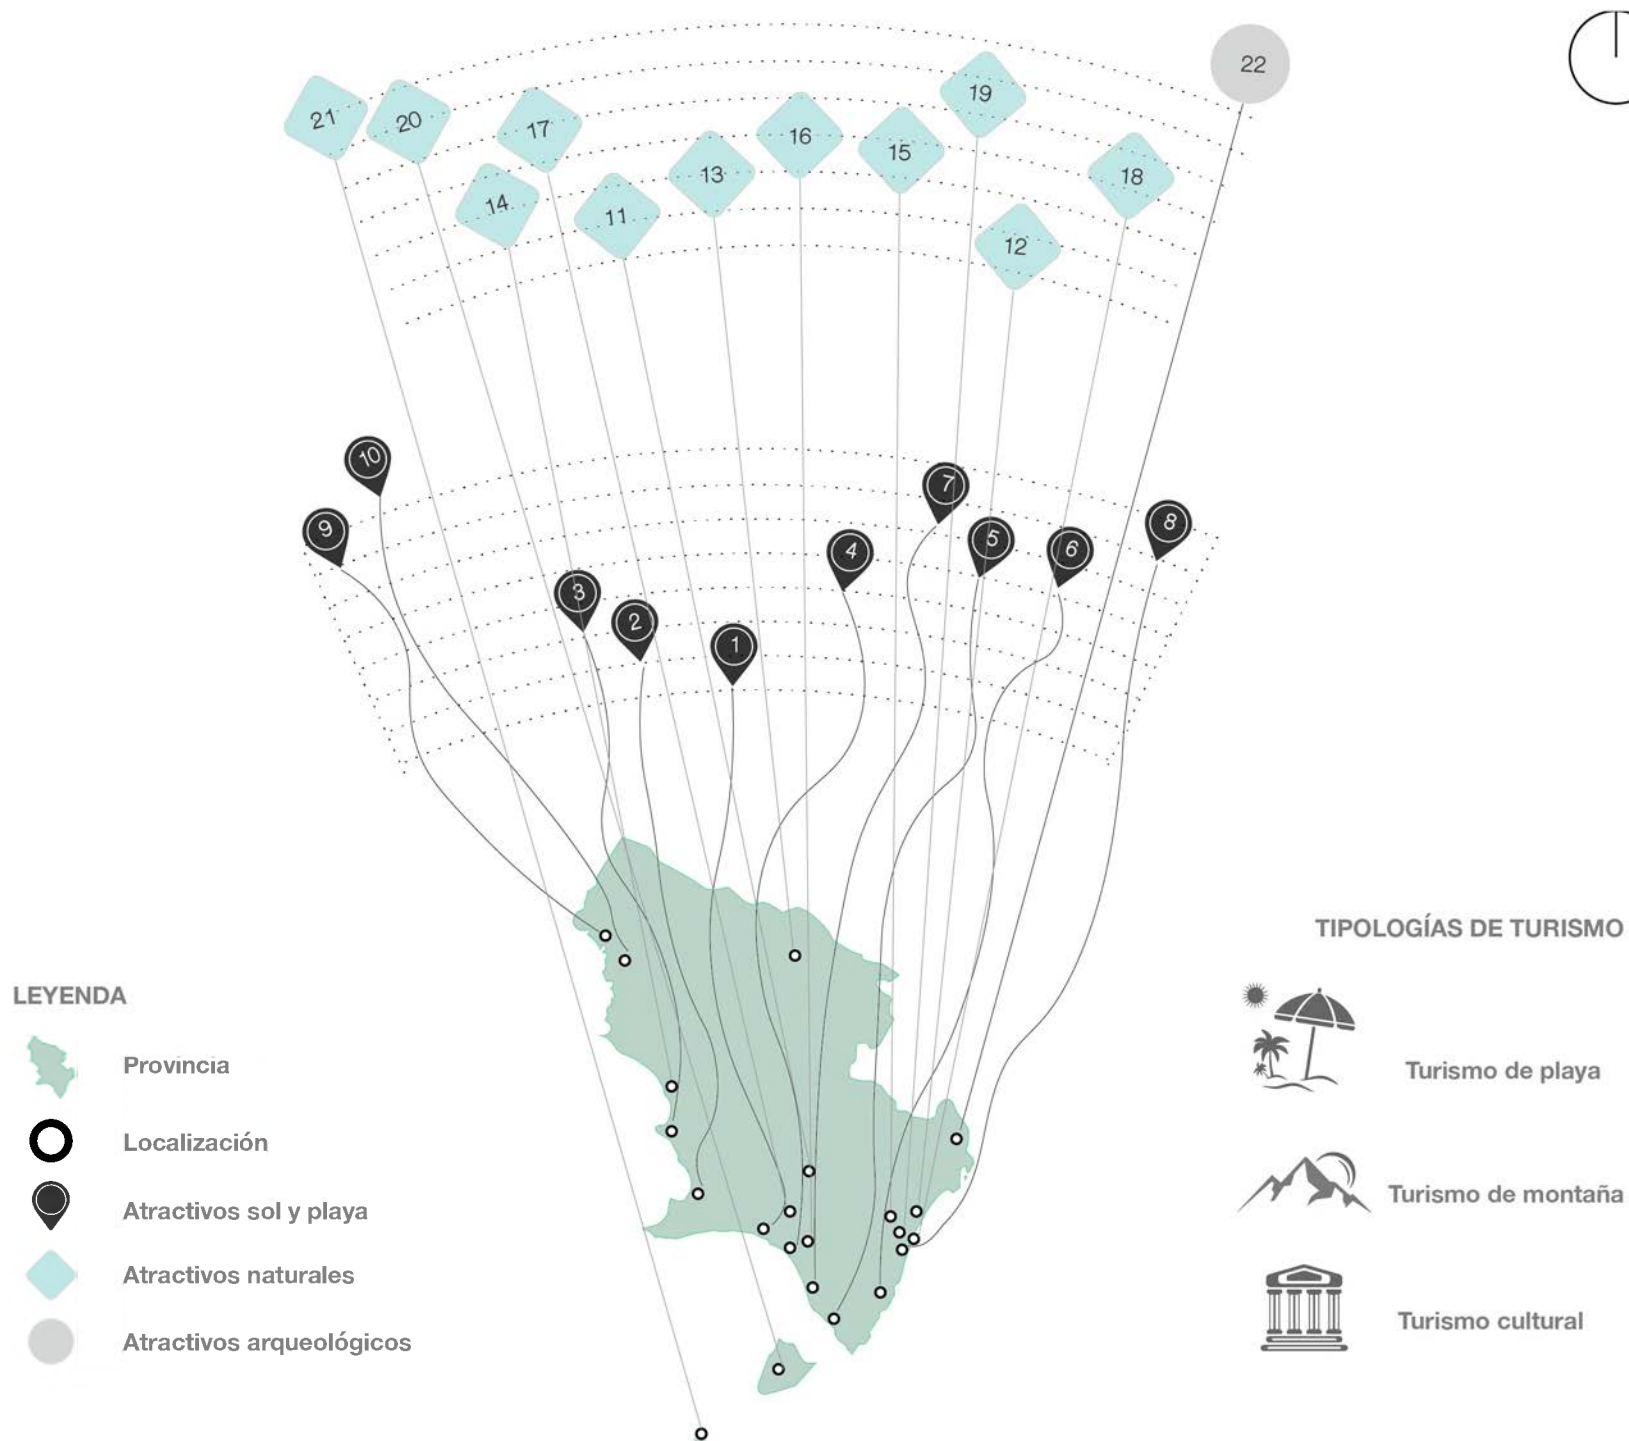 22
19
21
20
17
16
15
13
18
14
11
12
10
7
8
9
5
4
6
3
2
1
TIPOLOGÍAS DE TURISMO
Turismo de playa
Turismo de montaña
Turismo cultural
LEYENDA
Provincia
Localización
Atractivos sol y playa
Atractivos naturales
Atractivos arqueológicos